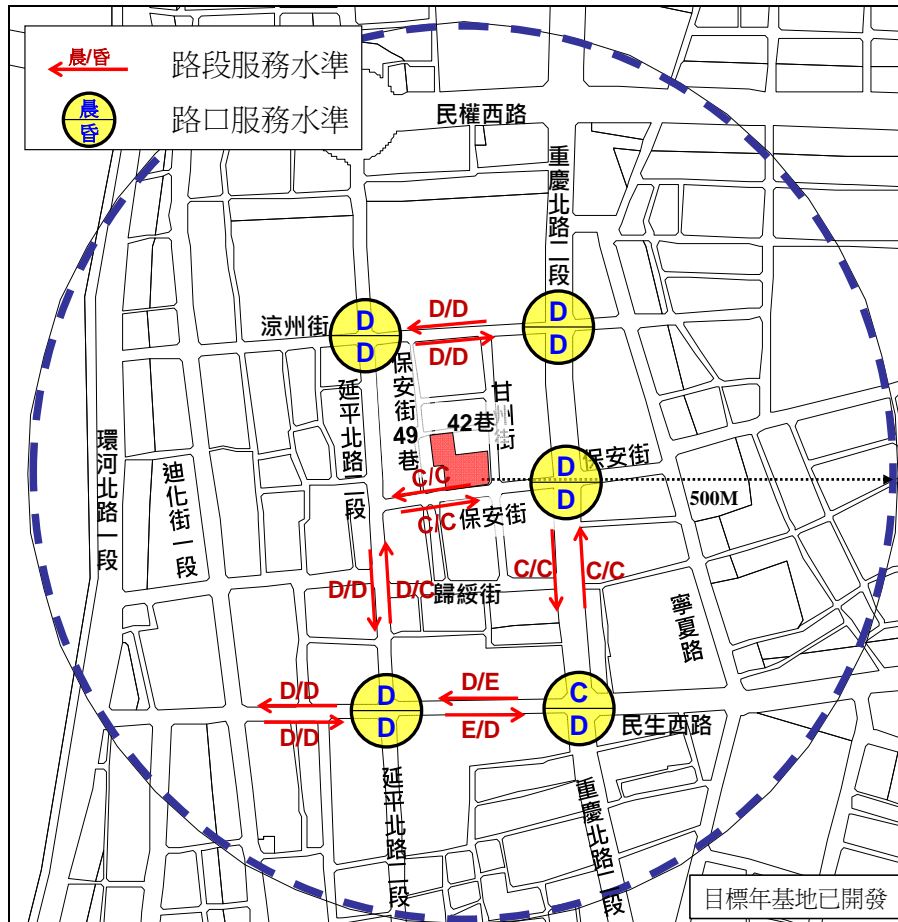 晨/昏
路段服務水準
晨
昏
路口服務水準
民權西路
重慶北路二段
D/D
D
D
涼州街
D
D
D/D
保安街49巷
延平北路二段
甘州街
42巷
環河北路一段
迪化街一段
D
D
保安街
C/C
500M
C/C
保安街
D/D
D/C
歸綏街
C/C
C/C
寧夏路
D/D
D/E
D
D
C
D
D/D
E/D
民生西路
延平北路二段
重慶北路二段
目標年基地已開發